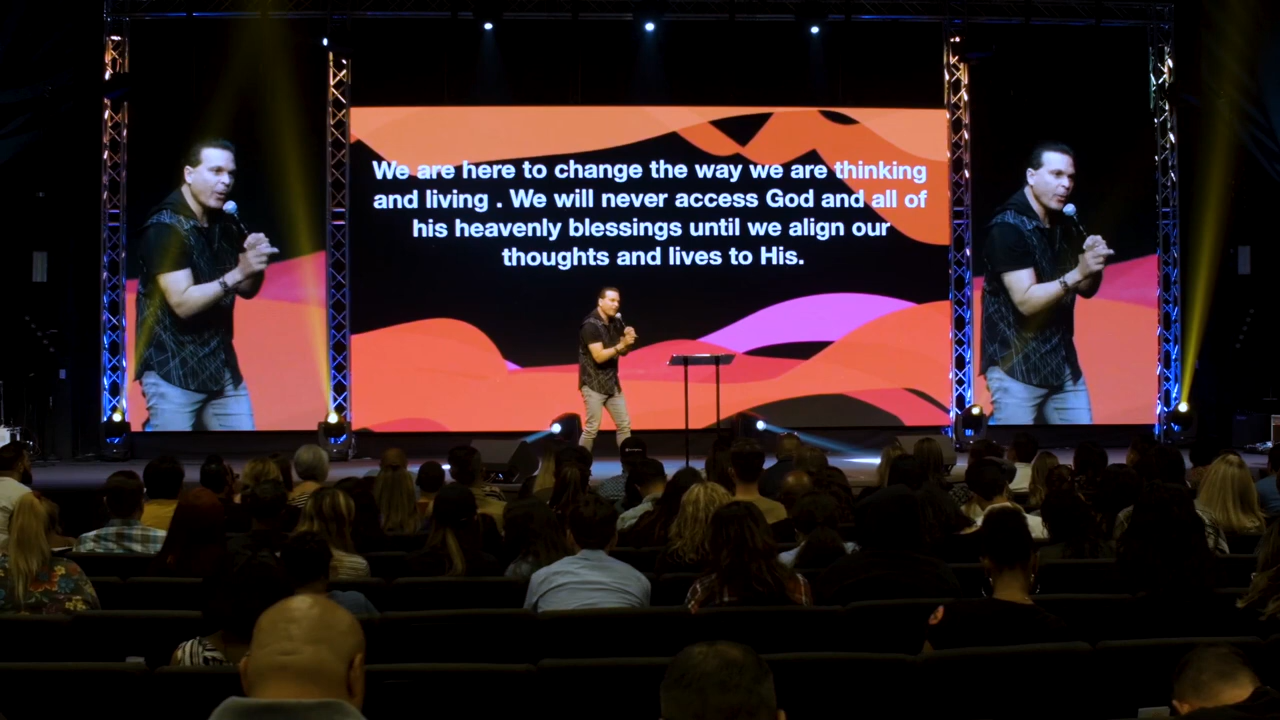 We are here to change the way we are thinking
and living . We will never access God and all of
his heavenly blessings until we align our
thoughts and lives to His.